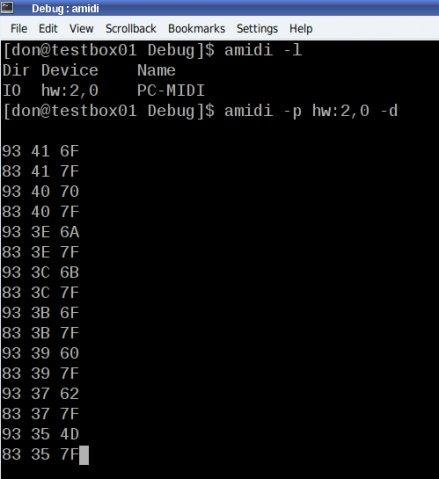 Debug : amidi
File Edit View Scrollback Bookmarks Settings Help
[don@testbox01 Debug]$ amidi -l
Dir Device    Name
IO  hw:2,0    PC-MIDI
[don@testbox01 Debug]$ amidi -p hw:2,0 -d
93 41 6F
83 41 7F
93 40 70
83 40 7F
93 3E 6A
83 3E 7F
93 3C 6B
83 3C 7F
93 3B 6F
83 3B 7F
93 39 60
83 39 7F
93 37 62
83 37 7F
93 35 4D
83 35 7F